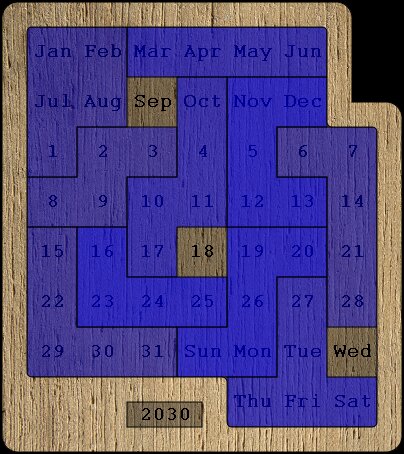 Jan Feb Mar Apr May Jun
Jul Aug Sep Oct Nov Dec
1 2 3 4 5 6 7
8 9 10 11 12 13 14
15 16 17 18 19 20 21
22 23 24 25 26 27 28
29 30 31 Sun Mon Tue Wed
Thu Fri Sat
2030